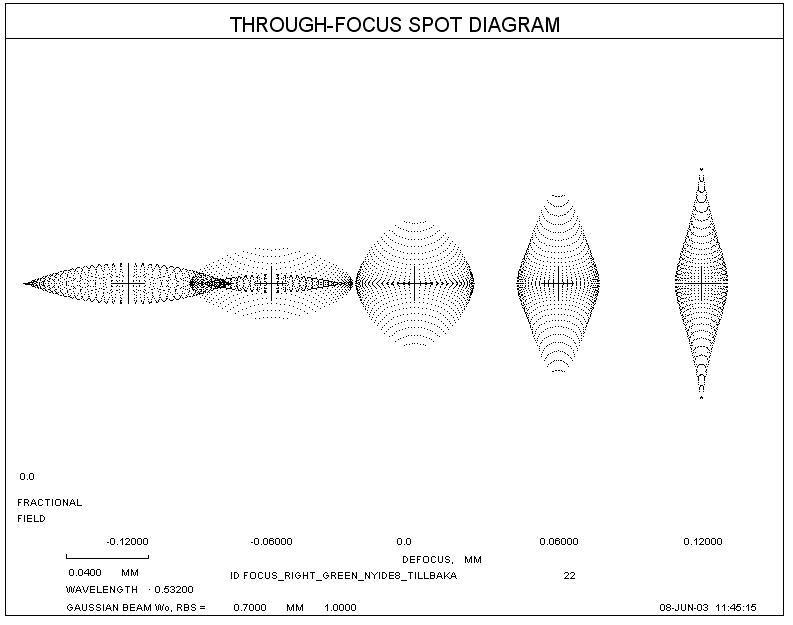 THROUGH-FOCUS SPOT DIAGRAM
0.0
FRACTIONAL
FIELD
-0.12000 -0.06000 0.0 0.06000 0.12000
DEFOCUS, MM
0.0400 MM ID FOCUS_RIGHT_GREEN_NYIDE8_TILLBAKA 22
WAVELENGTH · 0.53200
GAUSSIAN BEAM Wo, RBS = 0.7000 MM 1.0000 08-JUN-03 11:45:15